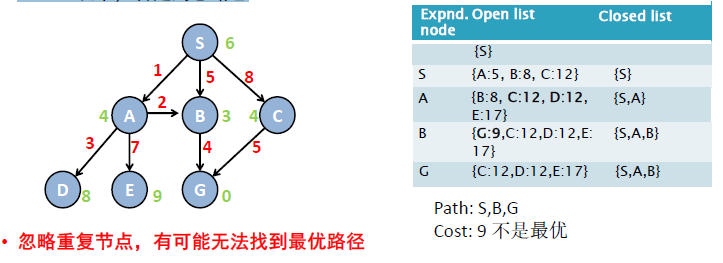 S 6
1 5 8
4 A 2 B 3 4 C
3 7 4 5
D 8 E 9 G 0
• 忽略重复节点，有可能无法找到最优路径
Expnd. node Open list Closed list
{S}
S {A:5, B:8, C:12} {S}
A {B:8, C:12, D:12, E:17} {S,A}
B {G:9,C:12,D:12,E:17} {S,A,B}
G {C:12,D:12,E:17} {S,A,B}
Path: S,B,G
Cost: 9 不是最优